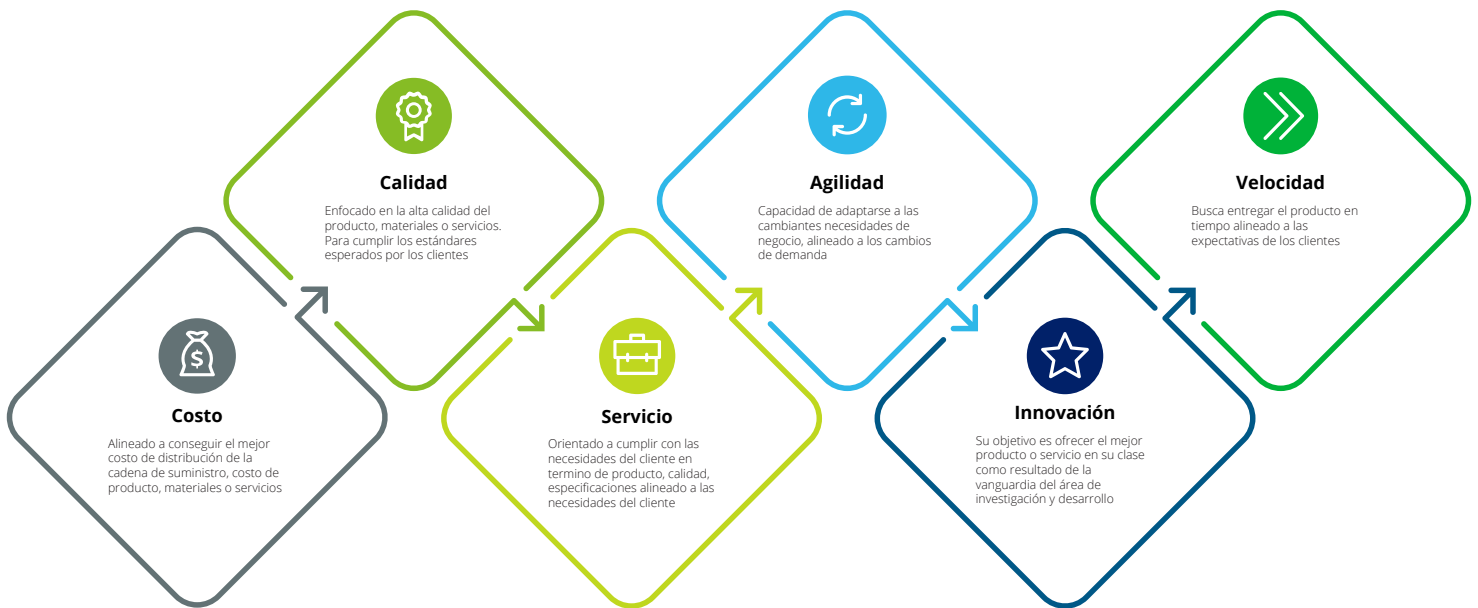 Costo
Alineado a conseguir el mejor
costo de distribución de la
cadena de suministro, costo de
producto, materiales o servicios
Calidad
Enfocado en la alta calidad del
producto, materiales o servicios.
Para cumplir los estándares
esperados por los clientes
Servicio
Orientado a cumplir con las
necesidades del cliente en
termino de producto, calidad,
especificaciones alineado a las
necesidades del cliente
Agilidad
Capacidad de adaptarse a las
cambiantes necesidades de
negocio, alineado a los cambios
de demanda
Innovación
Su objetivo es ofrecer el mejor
producto o servicio en su clase
como resultado de la
vanguardia del área de
investigación y desarrollo
Velocidad
Busca entregar el producto en
tiempo alineado a las
expectativas de los clientes
$